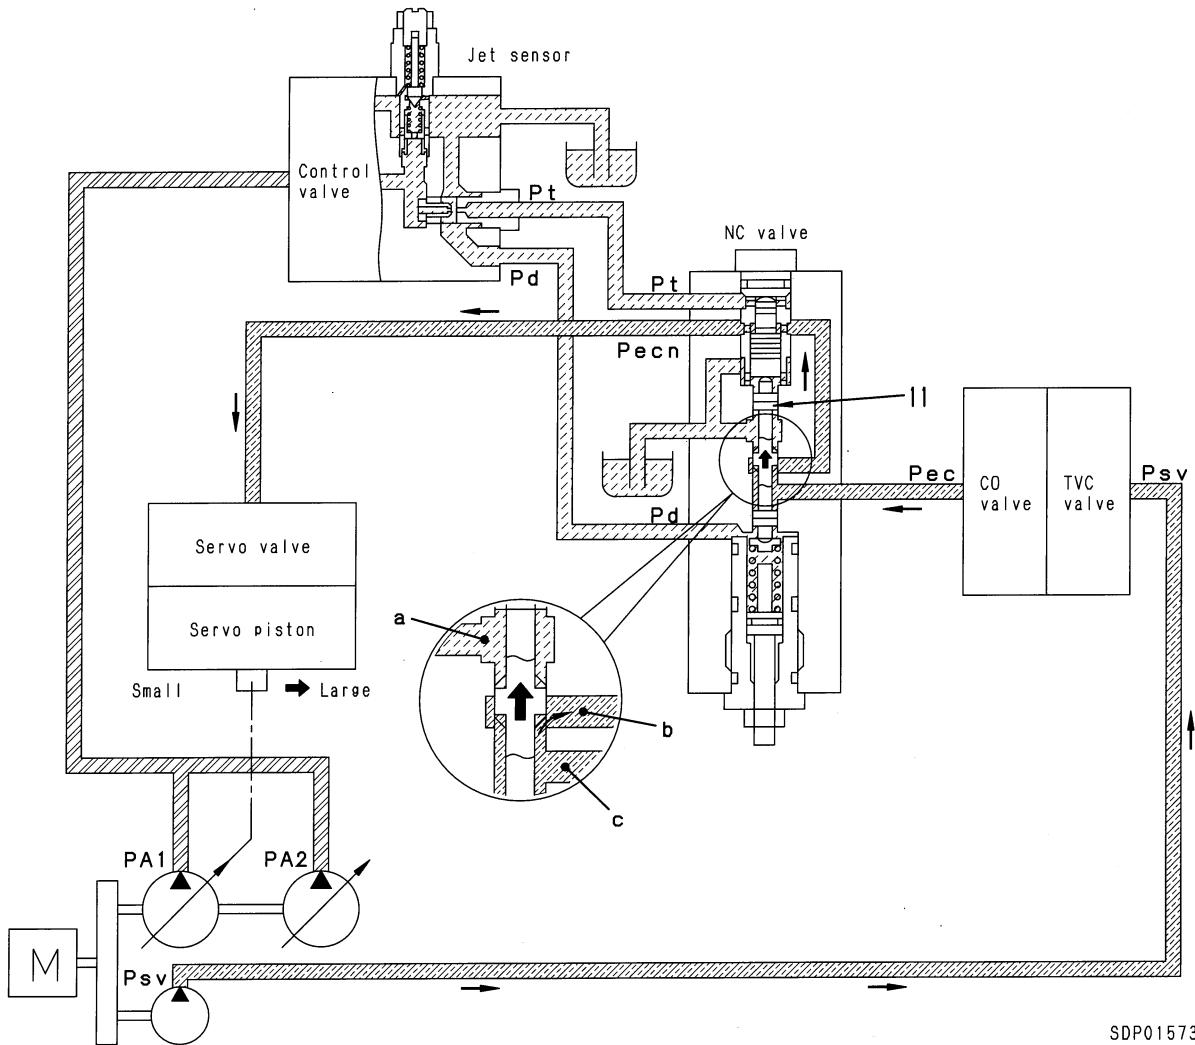 Jet sensor
Control
valve
Pt
NC valve
Pd
Pt
Pecn
11
Pec
Psv
CO
valve
TVC
valve
Pd
Servo valve
Servo piston
Small
Large
a
b
c
PA1
PA2
M
Psv
SDP01573